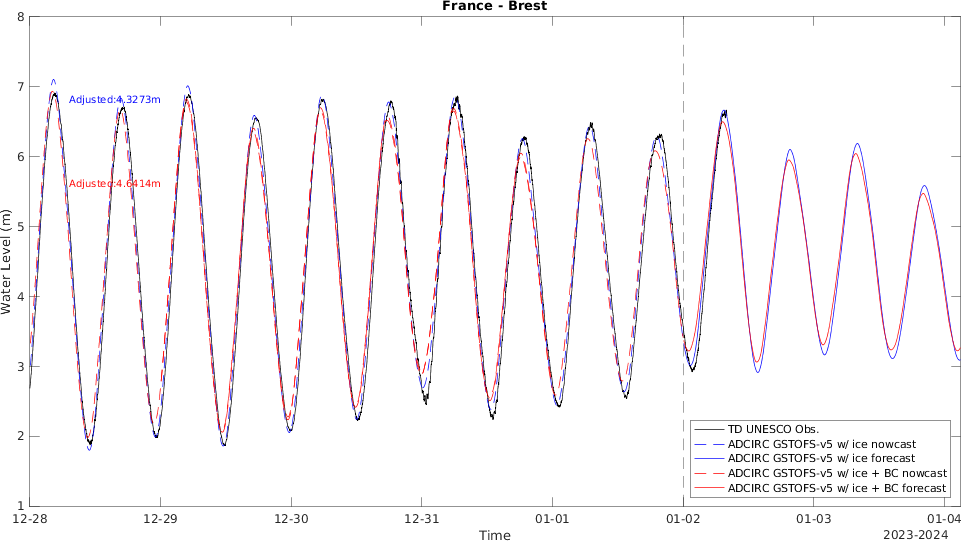 France - Brest
8
7
6
5
4
3
2
1
Water Level (m)
Adjusted:4.3273m
Adjusted:4.6414m
TD UNESCO Obs.
ADCIRC GSTOFS-v5 w/ ice nowcast
ADCIRC GSTOFS-v5 w/ ice forecast
ADCIRC GSTOFS-v5 w/ ice + BC nowcast
ADCIRC GSTOFS-v5 w/ ice + BC forecast
12-28
12-29
12-30
12-31
01-01
01-02
01-03
01-04
Time
2023-2024